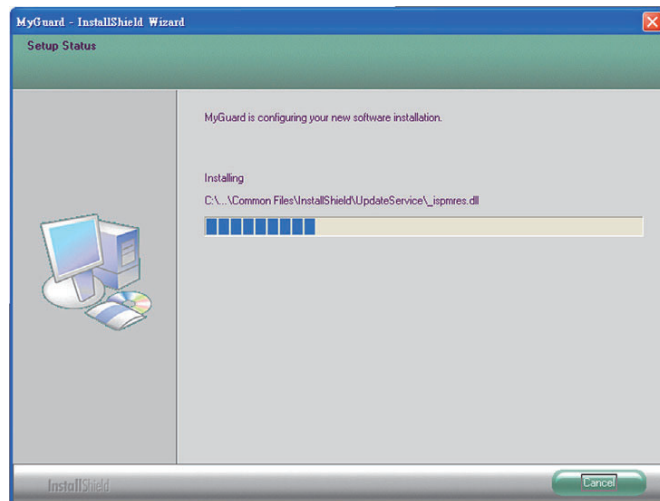 MyGuard - InstallShield Wizard
Setup Status
MyGuard is configuring your new software installation.
Installing
C:\...\Common Files\InstallShield\UpdateService\_ispmres.dll
InstallShield
Cancel